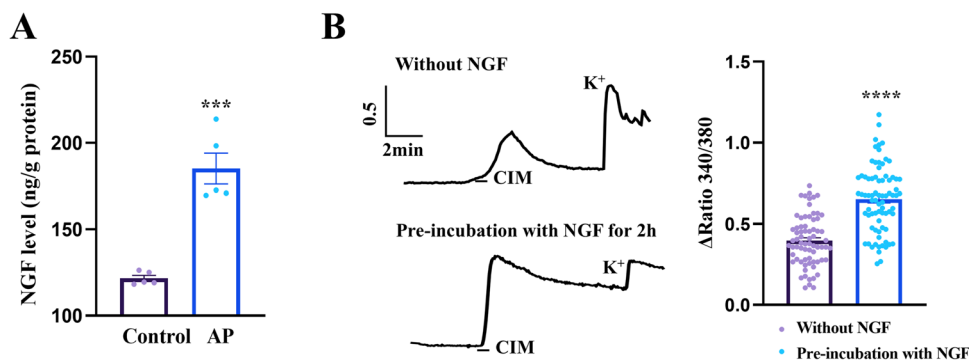 A
NGF level (ng/g protein)
250
200
150
100
***
Control AP
B
Without NGF
0.5
2min
K+
CIM
Pre-incubation with NGF for 2h
K+
CIM
ΔRatio 340/380
1.5
1.0
0.5
0.0
****
Without NGF
Pre-incubation with NGF